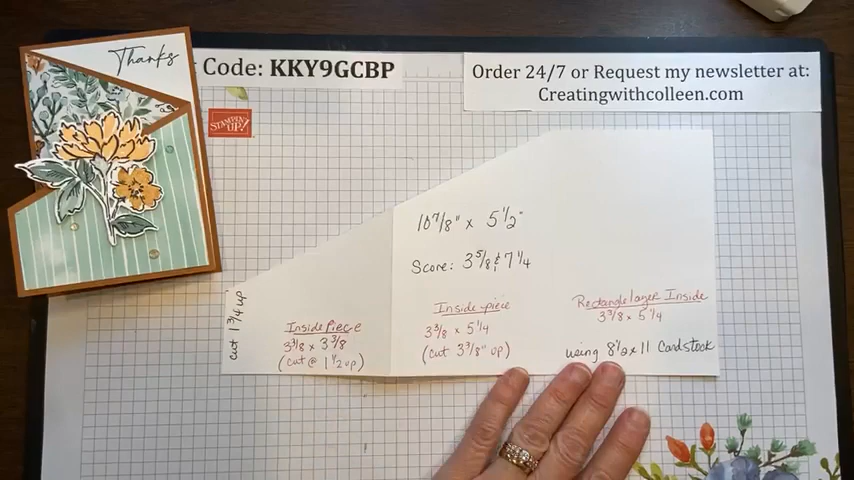 Thanks
Code: KKY9GCBP
Order 24/7 or Request my newsletter at:
Creatingwithcolleen.com
STAMPIN' UP!
10 7/8" x 5 1/2"
Score: 3 5/8 & 7 1/4
cut 1 3/4 up
Inside Piece
3 3/8 x 3 3/8
(cut @ 1 1/2 up)
Inside piece
3 3/8 x 5 1/4
(cut 3 3/8" up)
Rectangle layer Inside
3 3/8 x 5 1/4
using 8 1/2 x 11 Cardstock